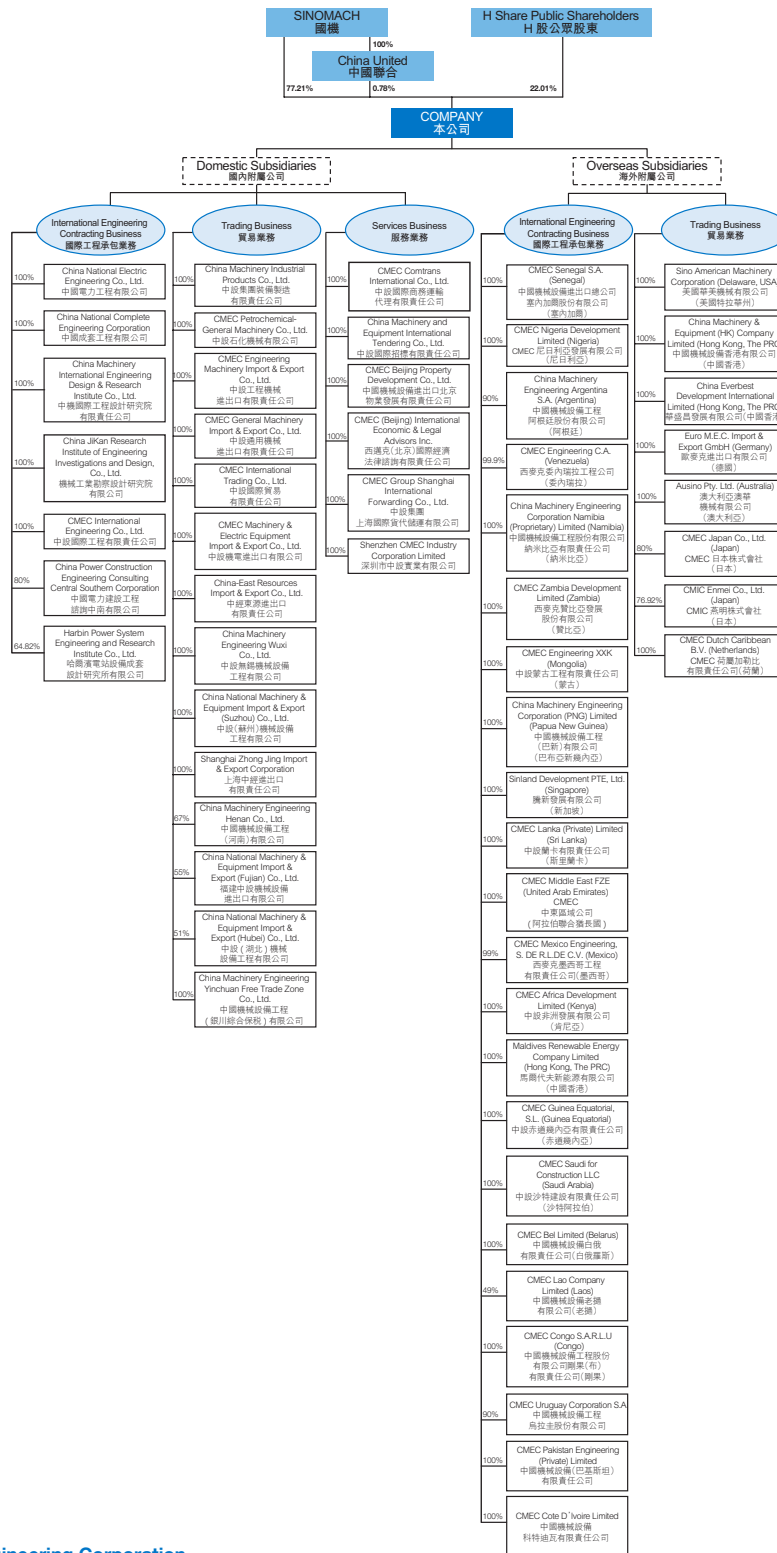 SINOMACH
國機
H Share Public Shareholders
H 股公眾股東
100%
China United
中國聯合
77.21%
0.78%
22.01%
COMPANY
本公司
Domestic Subsidiaries
國內附屬公司
Overseas Subsidiaries
海外附屬公司
International Engineering
Contracting Business
國際工程承包業務
100%
China National Electric
Engineering Co., Ltd.
中國電力工程有限公司
100%
China National Complete
Engineering Corporation
中國成套工程有限公司
100%
China Machinery
International Engineering
Design & Research
Institute Co., Ltd.
中機國際工程設計研究院
有限責任公司
100%
China JiKan Research
Institute of Engineering
Investigations and Design,
Co., Ltd.
機械工業勘察設計研究院
有限公司
100%
CMEC International
Engineering Co., Ltd.
中設國際工程有限責任公司
80%
China Power Construction
Engineering Consulting
Central Southern Corporation
中國電力建設工程
諮詢中南有限公司
64.82%
Harbin Power System
Engineering and Research
Institute Co., Ltd.
哈爾濱電站設備成套
設計研究所有限公司
Trading Business
貿易業務
100%
China Machinery Industrial
Products Co., Ltd.
中設集團裝備製造
有限責任公司
100%
CMEC Petrochemical-
General Machinery Co., Ltd.
中設石化機械有限公司
100%
CMEC Engineering
Machinery Import & Export
Co., Ltd.
中設工程機械
進出口有限責任公司
100%
CMEC General Machinery
Import & Export Co., Ltd.
中設通用機械
進出口有限責任公司
100%
CMEC International
Trading Co., Ltd.
中設國際貿易
有限責任公司
100%
CMEC Machinery &
Electric Equipment
Import & Export Co., Ltd.
中設機電進出口有限公司
100%
China-East Resources
Import & Export Co., Ltd.
中經東源進出口
有限責任公司
100%
China Machinery
Engineering Wuxi
Co., Ltd.
中設無錫機械設備
工程有限公司
100%
China National Machinery &
Equipment Import & Export
(Suzhou) Co., Ltd.
中設(蘇州)機械設備
工程有限公司
100%
Shanghai Zhong Jing Import
& Export Corporation
上海中經進出口
有限責任公司
67%
China Machinery Engineering
Henan Co., Ltd.
中國機械設備工程
(河南)有限公司
55%
China National Machinery &
Equipment Import &
Export (Fujian) Co., Ltd.
福建中設機械設備
進出口有限公司
51%
China National Machinery &
Equipment Import &
Export (Hubei) Co., Ltd.
中設 ( 湖北 ) 機械
設備工程有限公司
100%
China Machinery Engineering
Yinchuan Free Trade Zone
Co., Ltd.
中國機械設備工程
( 銀川綜合保稅 ) 有限公司
Services Business
服務業務
100%
CMEC Comtrans
International Co., Ltd.
中設國際商務運輸
代理有限責任公司
100%
China Machinery and
Equipment International
Tendering Co., Ltd.
中設國際招標有限責任公司
100%
CMEC Beijing Property
Development Co., Ltd.
中國機械設備進出口北京
物業發展有限責任公司
100%
CMEC (Beijing) International
Economic & Legal
Advisors Inc.
西邁克(北京)國際經濟
法律諮詢有限責任公司
100%
CMEC Group Shanghai
International
Forwarding Co., Ltd.
中設集團
上海國際貨代儲運有限公司
100%
Shenzhen CMEC Industry
Corporation Limited
深圳市中設實業有限公司
International Engineering
Contracting Business
國際工程承包業務
100%
CMEC Senegal S.A.
(Senegal)
中國機械設備進出口總公司
塞內加爾股份有限公司
(塞內加爾)
100%
CMEC Nigeria Development
Limited (Nigeria)
CMEC 尼日利亞發展有限公司
(尼日利亞)
90%
China Machinery
Engineering Argentina
S.A. (Argentina)
中國機械設備工程
阿根廷股份有限公司
(阿根廷)
99.9%
CMEC Engineering C.A.
(Venezuela)
西麥克委內瑞拉工程公司
(委內瑞拉)
100%
China Machinery Engineering
Corporation Namibia
(Proprietary) Limited (Namibia)
中國機械設備工程股份有限公司
納米比亞有限責任公司
(納米比亞)
100%
CMEC Zambia Development
Limited (Zambia)
西麥克贊比亞發展
股份有限公司
(贊比亞)
100%
CMEC Engineering XXK
(Mongolia)
中設蒙古工程有限責任公司
(蒙古)
100%
China Machinery Engineering
Corporation (PNG) Limited
(Papua New Guinea)
中國機械設備工程
(巴新)有限公司
(巴布亞新幾內亞)
100%
Sinland Development PTE, Ltd.
(Singapore)
騰新發展有限公司
(新加坡)
100%
CMEC Lanka (Private) Limited
(Sri Lanka)
中設蘭卡有限責任公司
(斯里蘭卡)
100%
CMEC Middle East FZE
(United Arab Emirates)
CMEC
中東區域公司
( 阿拉伯聯合酋長國 )
99%
CMEC Mexico Engineering,
S. DE R.L.DE C.V. (Mexico)
西麥克墨西哥工程
有限責任公司(墨西哥)
100%
CMEC Africa Development
Limited (Kenya)
中設非洲發展有限公司
(肯尼亞)
100%
Maldives Renewable Energy
Company Limited
(Hong Kong, The PRC)
馬爾代夫新能源有限公司
(中國香港)
100%
CMEC Guinea Equatorial,
S.L. (Guinea Equatorial)
中設赤道幾內亞有限責任公司
(赤道幾內亞)
100%
CMEC Saudi for
Construction LLC
(Saudi Arabia)
中設沙特建設有限責任公司
(沙特阿拉伯)
100%
CMEC Bel Limited (Belarus)
中國機械設備白俄
有限責任公司(白俄羅斯)
49%
CMEC Lao Company
Limited (Laos)
中國機械設備老撾
有限公司(老撾)
100%
CMEC Congo S.A.R.L.U
(Congo)
中國機械設備工程股份
有限公司剛果(布)
有限責任公司(剛果)
90%
CMEC Uruguay Corporation S.A
中國機械設備工程
烏拉圭股份有限公司
100%
CMEC Pakistan Engineering
(Private) Limited
中國機械設備(巴基斯坦)
有限責任公司
100%
CMEC Cote D'Ivoire Limited
中國機械設備
科特迪瓦有限責任公司
Trading Business
貿易業務
100%
Sino American Machinery
Corporation (Delaware, USA
美國華美機械有限公司
(美國特拉華州)
100%
China Machinery &
Equipment (HK) Company
Limited (Hong Kong, The PRC
中國機械設備香港有限公司
(中國香港)
100%
China Everbest
Development International
Limited (Hong Kong, The PRC
華盛昌發展有限公司(中國香港
100%
Euro M.E.C. Import &
Export GmbH (Germany)
歐麥克進出口有限公司
(德國)
100%
Ausino Pty. Ltd. (Australia)
澳大利亞澳華
機械有限公司
(澳大利亞)
80%
CMEC Japan Co., Ltd.
(Japan)
CMEC 日本株式會社
(日本)
76.92%
CMIC Enmei Co., Ltd.
(Japan)
CMIC 燕明株式會社
(日本)
100%
CMEC Dutch Caribbean
B.V. (Netherlands)
CMEC 荷屬加勒比
有限責任公司(荷蘭)